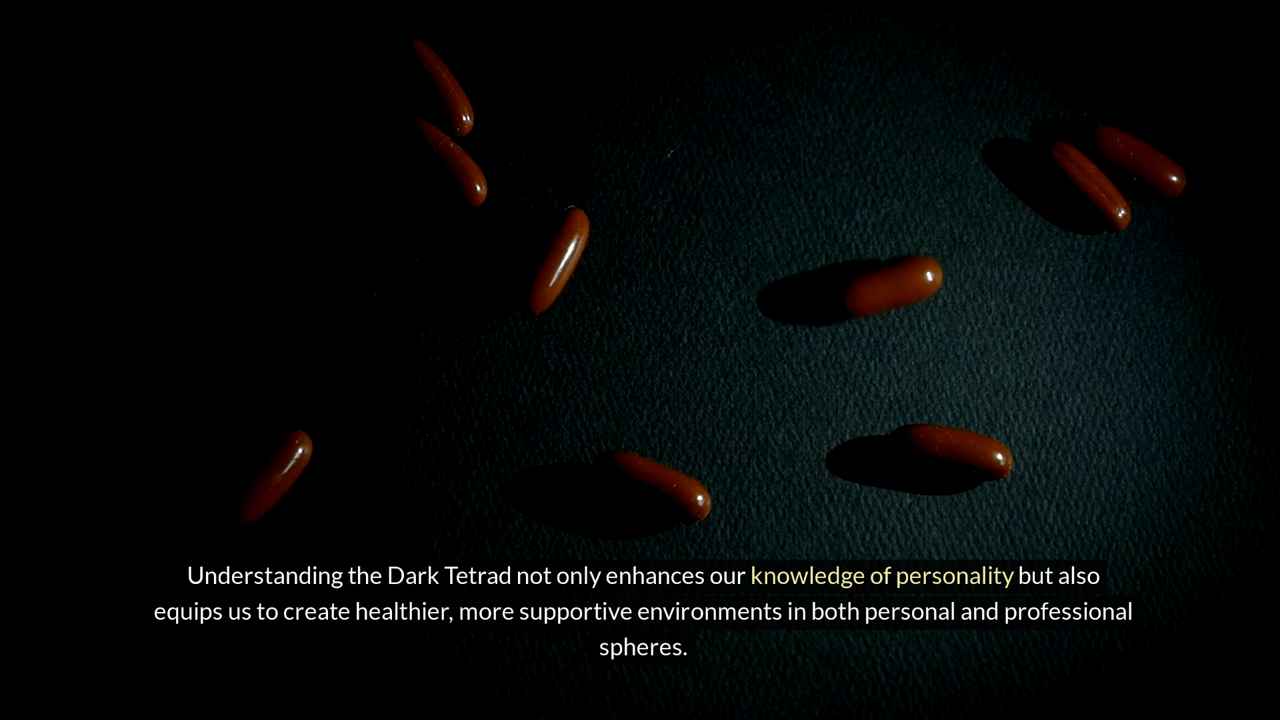 Understanding the Dark Tetrad not only enhances our knowledge of personality but also
equips us to create healthier, more supportive environments in both personal and professional
spheres.